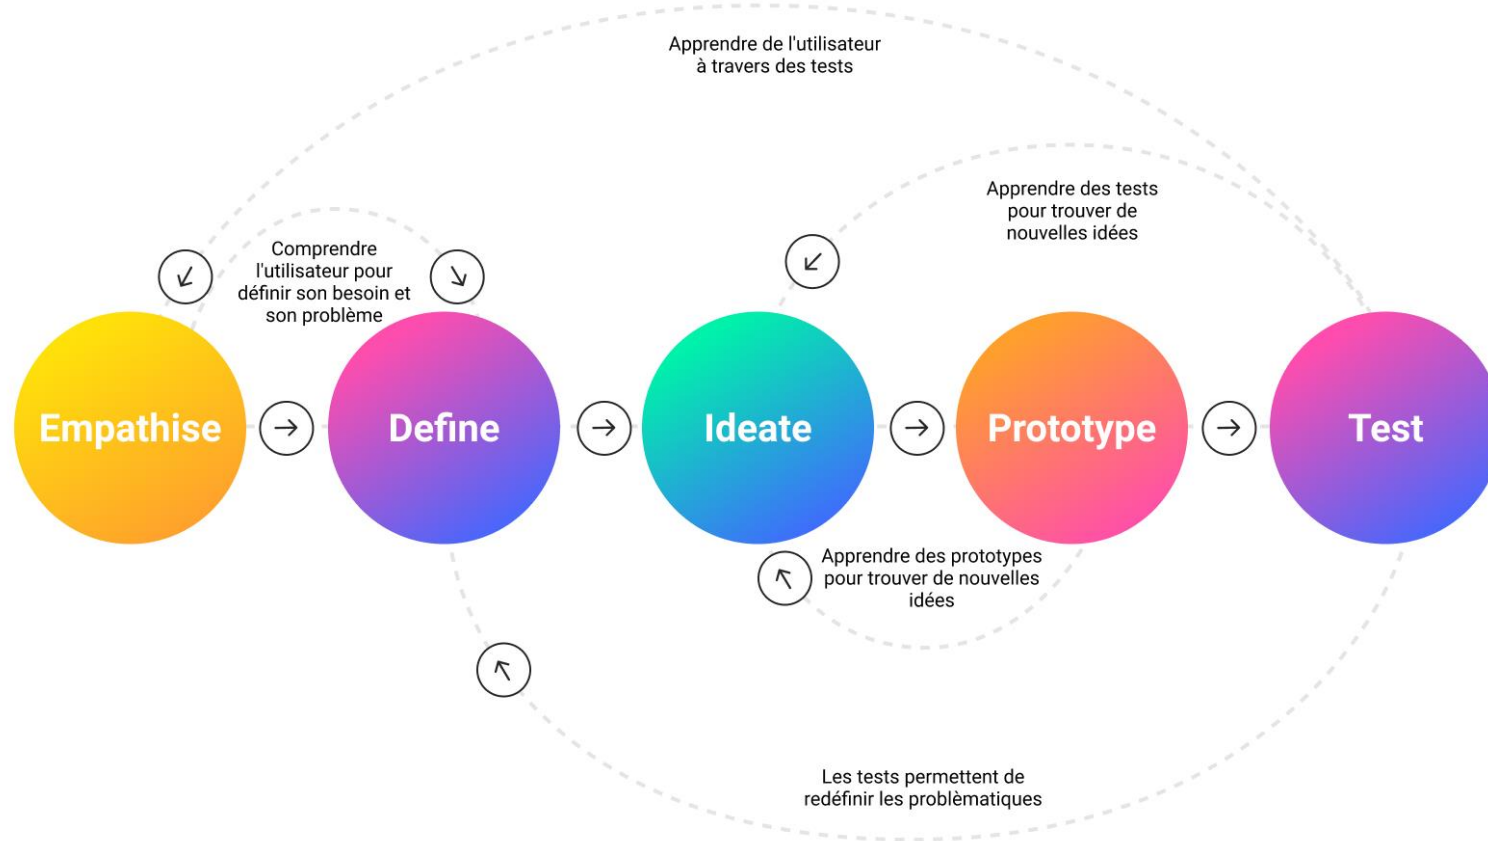 Apprendre de l'utilisateur
à travers des tests
Apprendre des tests
pour trouver de
nouvelles idées
Comprendre
l'utilisateur pour
définir son besoin et
son problème
Empathise
Define
Ideate
Prototype
Test
Apprendre des prototypes
pour trouver de nouvelles
idées
Les tests permettent de
redéfinir les problèmatiques